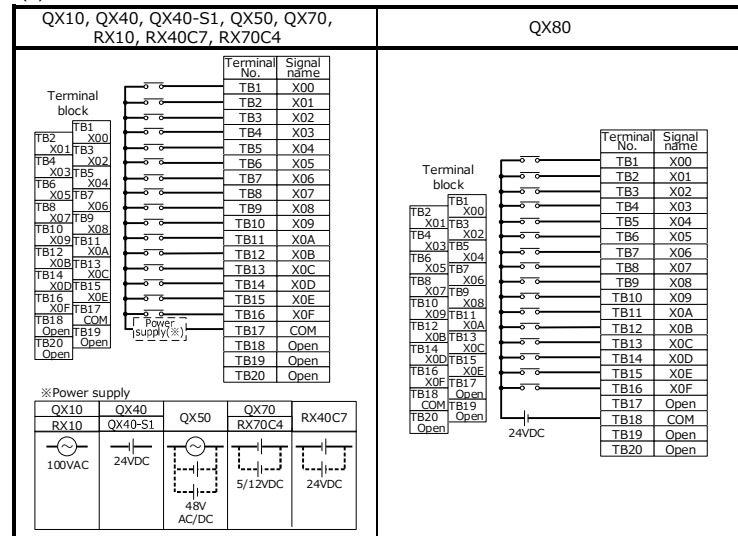 QX10, QX40, QX40-S1, QX50, QX70,
RX10, RX40C7, RX70C4
QX80
Terminal
block
TB1
X00
TB2
X01
TB3
X02
TB4
X03
TB5
X04
TB6
X05
TB7
X06
TB8
X07
TB9
X08
TB10
X09
TB11
X0A
TB12
X0B
TB13
X0C
TB14
X0D
TB15
X0E
TB16
X0F
TB17
COM
TB18
Open
TB19
Open
TB20
Open
Power
supply(※)
Terminal No. Signal name
TB1 X00
TB2 X01
TB3 X02
TB4 X03
TB5 X04
TB6 X05
TB7 X06
TB8 X07
TB9 X08
TB10 X09
TB11 X0A
TB12 X0B
TB13 X0C
TB14 X0D
TB15 X0E
TB16 X0F
TB17 COM
TB18 Open
TB19 Open
TB20 Open
※Power supply
QX10 QX40 QX50 QX70 RX40C7
RX10 QX40-S1 RX70C4
100VAC
24VDC
48V
AC/DC
5/12VDC
24VDC
Terminal
block
TB1
X00
TB2
X01
TB3
X02
TB4
X03
TB5
X04
TB6
X05
TB7
X06
TB8
X07
TB9
X08
TB10
X09
TB11
X0A
TB12
X0B
TB13
X0C
TB14
X0D
TB15
X0E
TB16
X0F
TB17
Open
TB18
COM
TB19
Open
TB20
Open
24VDC
Terminal No. Signal name
TB1 X00
TB2 X01
TB3 X02
TB4 X03
TB5 X04
TB6 X05
TB7 X06
TB8 X07
TB9 X08
TB10 X09
TB11 X0A
TB12 X0B
TB13 X0C
TB14 X0D
TB15 X0E
TB16 X0F
TB17 Open
TB18 COM
TB19 Open
TB20 Open